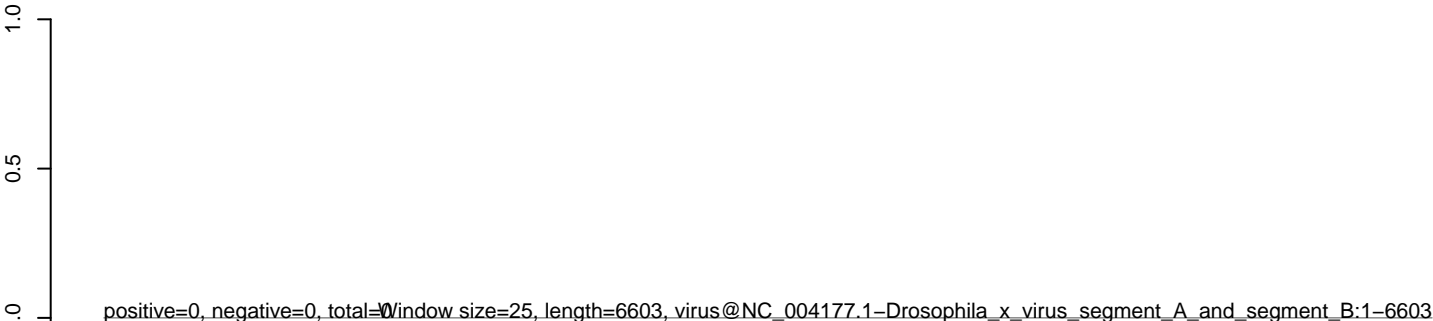 1.0
0.5
.0
positive=0, negative=0, total=0
Window size=25, length=6603, virus@NC_004177.1−Drosophila_x_virus_segment_A_and_segment_B:1−6603